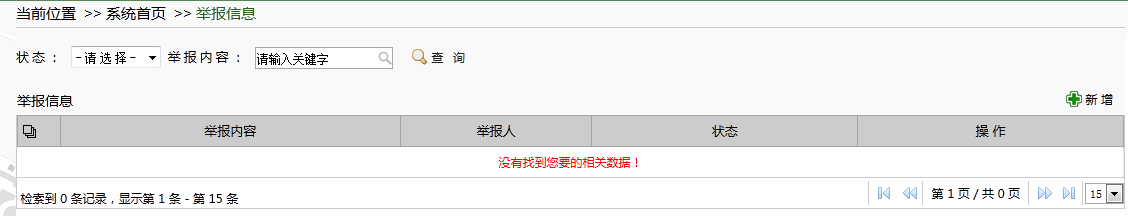 当前位置 >> 系统首页 >> 举报信息
状态： -请选择- 举报内容： 请输入关键字 查 询
举报信息 新增
举报内容 举报人 状态 操 作
没有找到您要的相关数据！
检索到 0 条记录，显示第 1 条 - 第 15 条 第 1 页 / 共 0 页 15